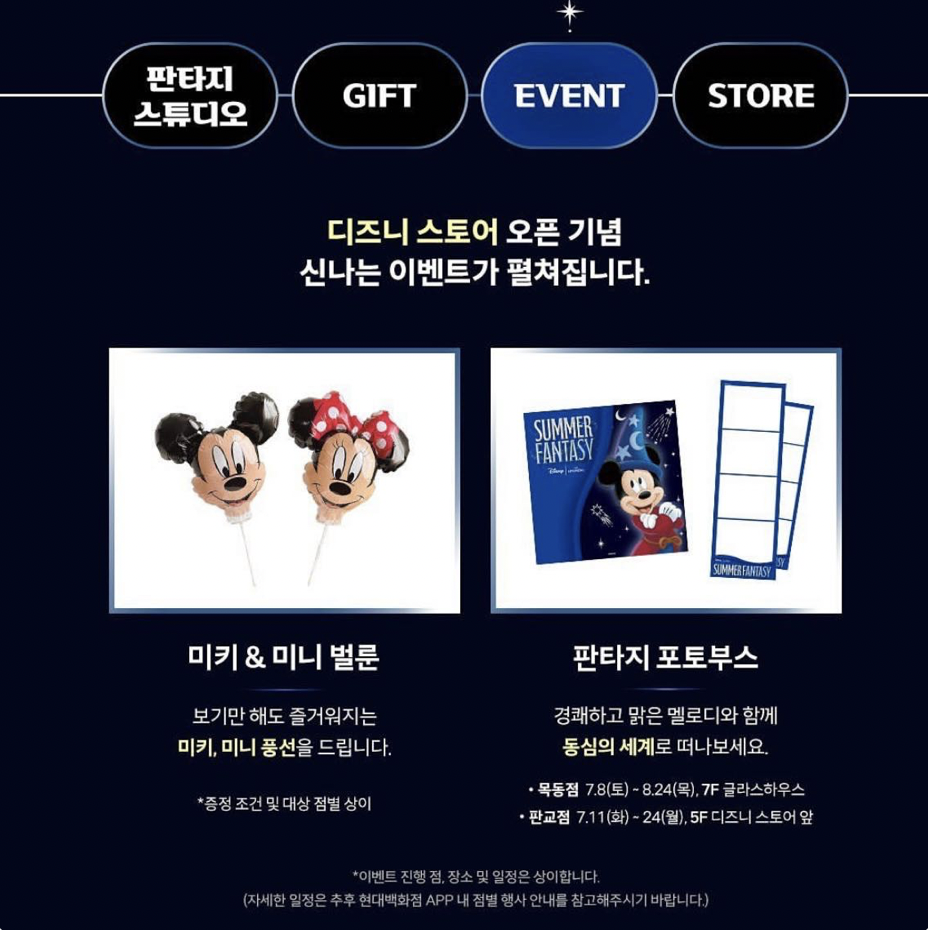 판타지
스튜디오
GIFT
EVENT
STORE
디즈니 스토어 오픈 기념
신나는 이벤트가 펼쳐집니다.
SUMMER
FANTASY
Disney
SUMMER FANTASY
SY
미키 & 미니 벌룬
보기만 해도 즐거워지는
미키, 미니 풍선을 드립니다.
*증정 조건 및 대상 점별 상이
판타지 포토부스
경쾌하고 맑은 멜로디와 함께
동심의 세계로 떠나보세요.
• 목동점 7.8(토) ~ 8.24(목), 7F 글라스하우스
• 판교점 7.11(화) ~ 24(월), 5F 디즈니 스토어 앞
*이벤트 진행 점, 장소 및 일정은 상이합니다.
(자세한 일정은 추후 현대백화점 APP 내 점별 행사 안내를 참고해주시기 바랍니다.)